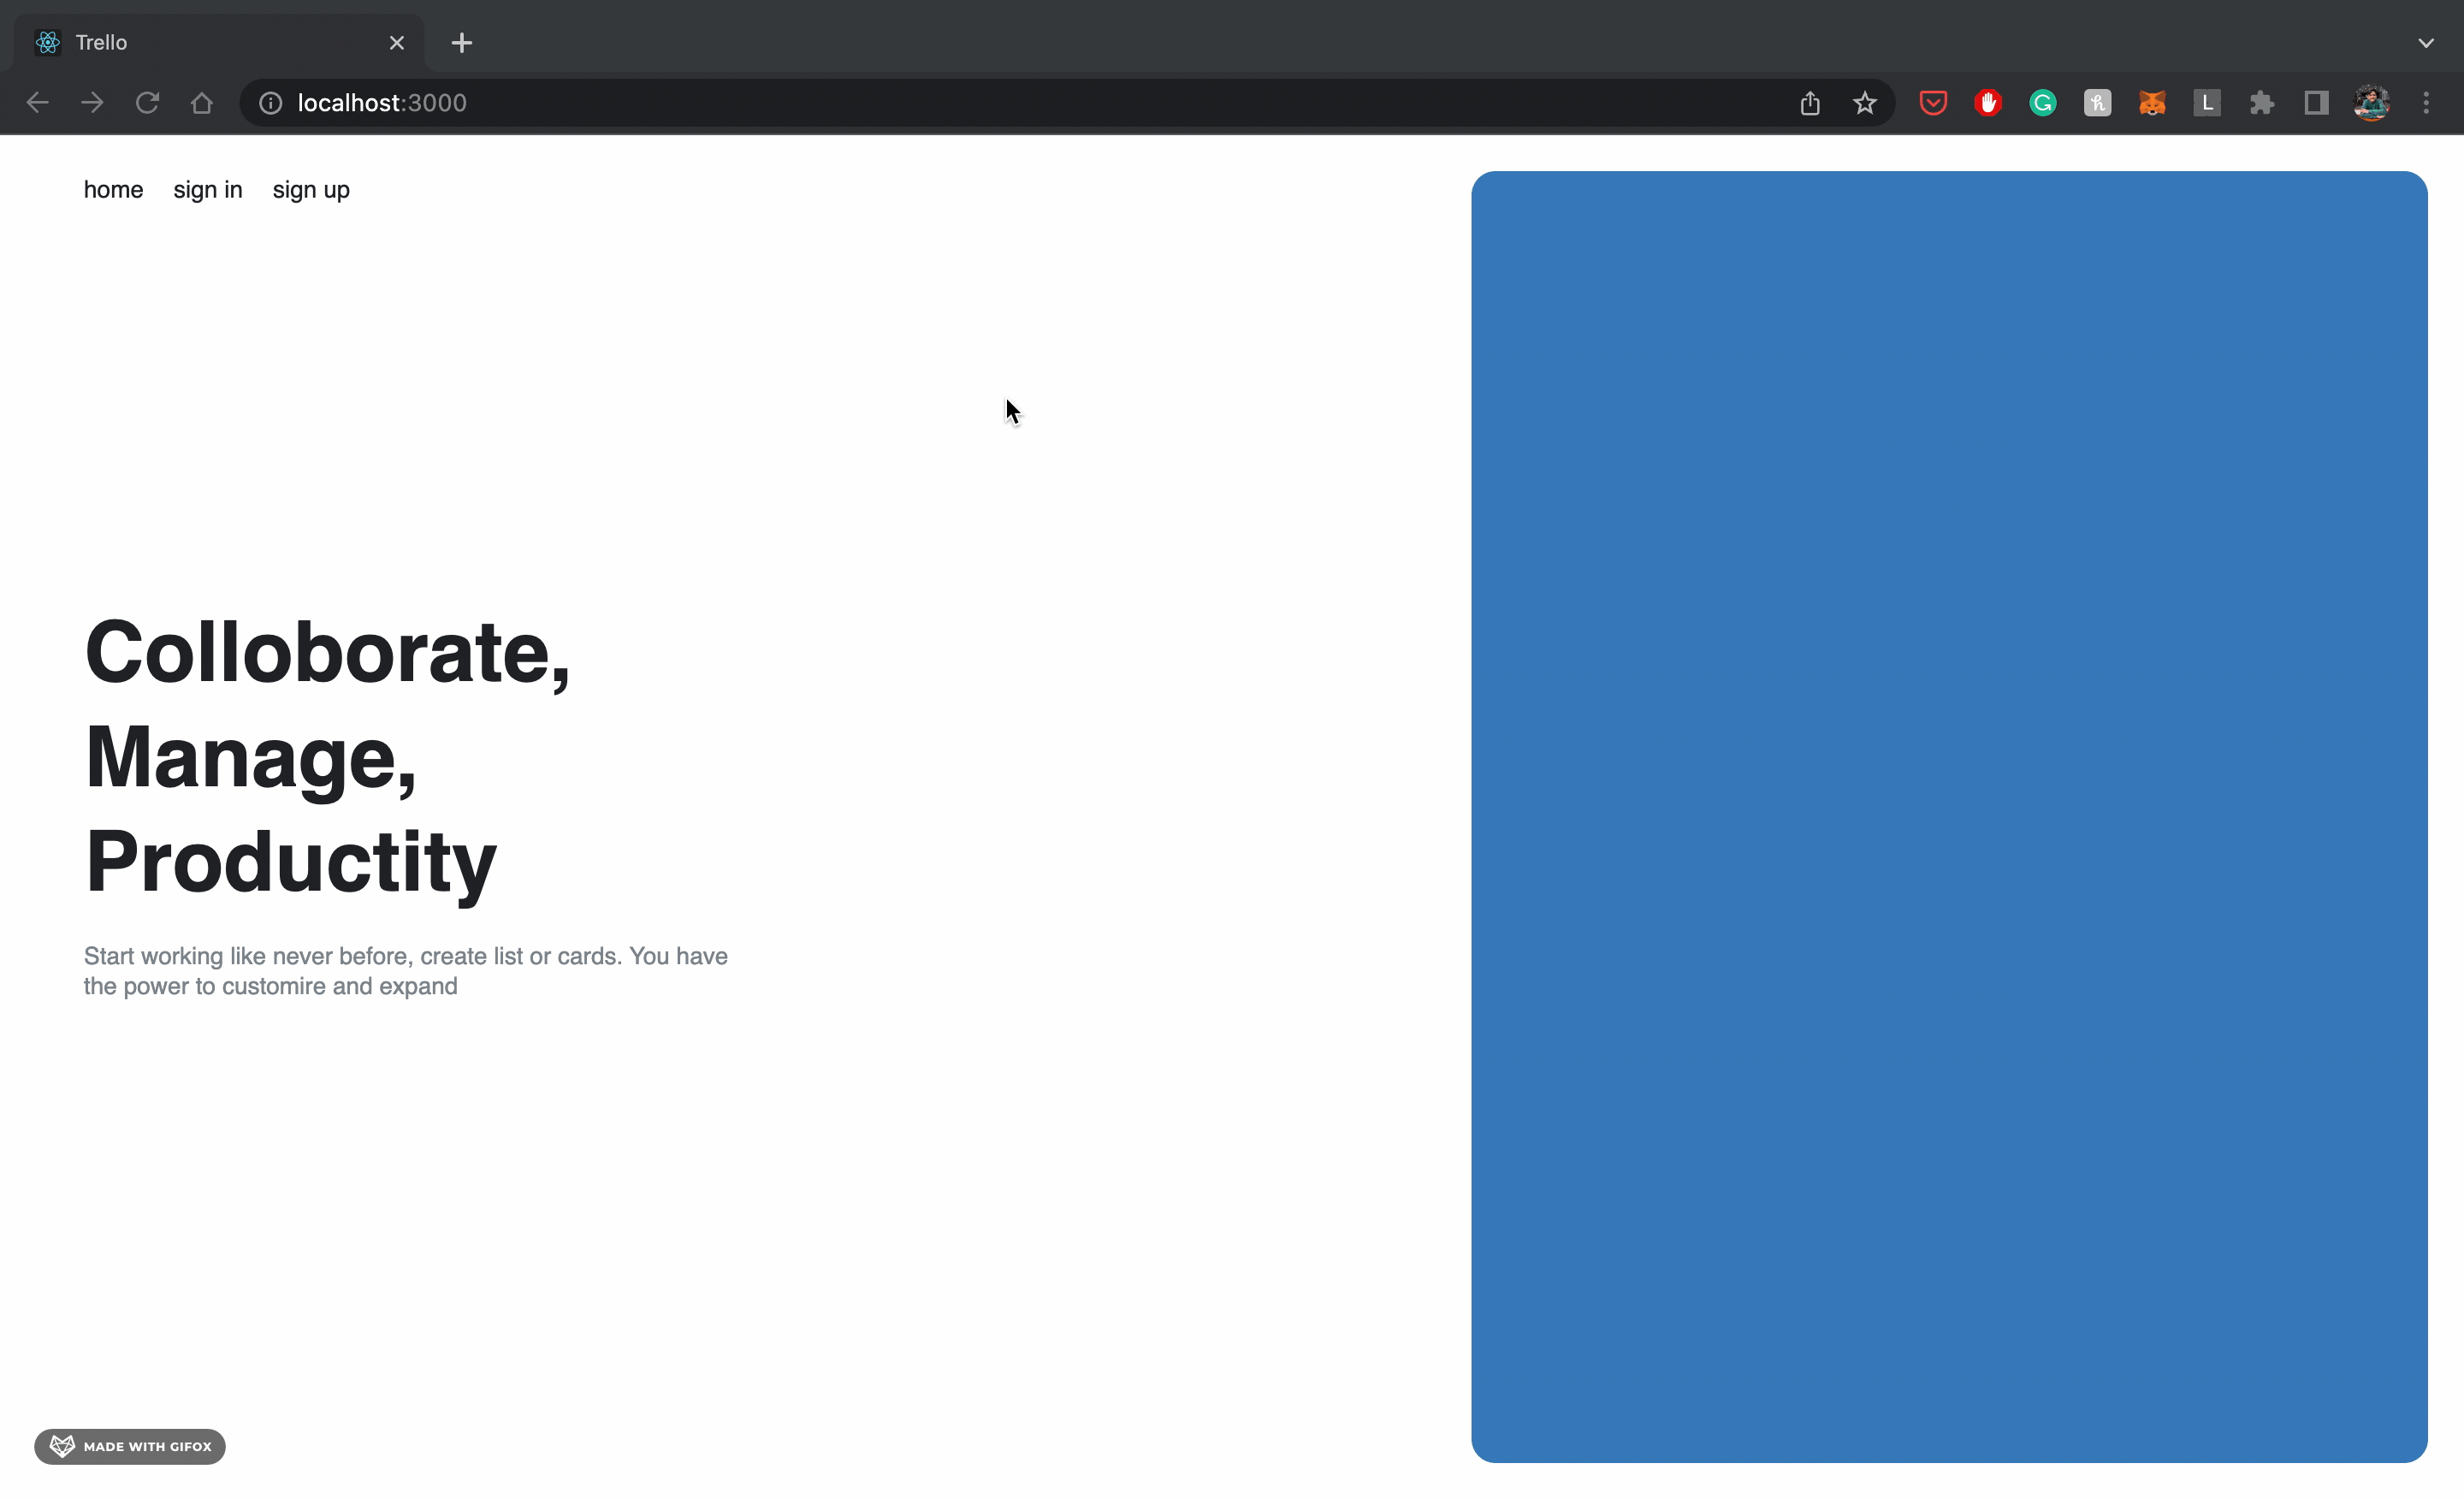 Trello
localhost:3000
L
home sign in sign up
Colloborate,
Manage,
Productity
Start working like never before, create list or cards. You have
the power to customire and expand
MADE WITH GIFOX